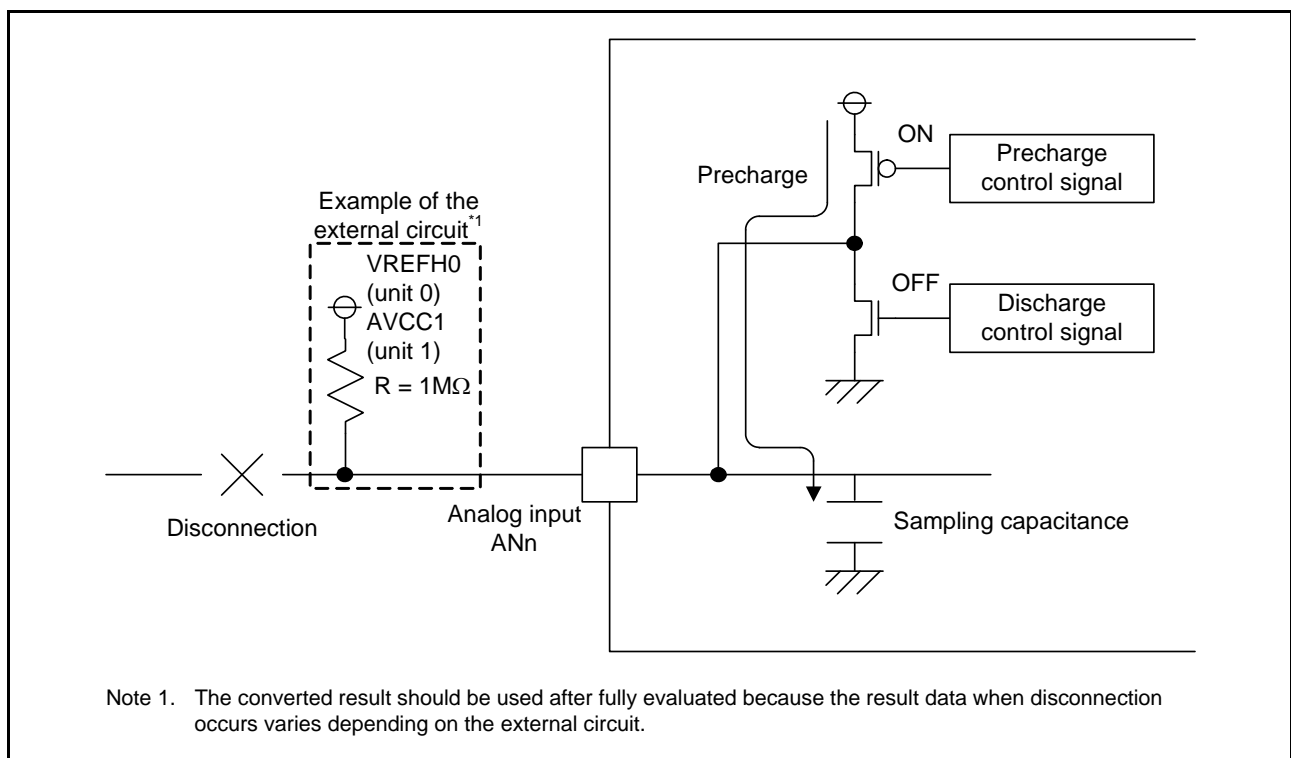 Example of the
external circuit*1
VREFH0
(unit 0)
AVCC1
(unit 1)
R = 1MΩ
Disconnection
Analog input
ANn
Precharge
ON
Precharge
control signal
OFF
Discharge
control signal
Sampling capacitance
Note 1. The converted result should be used after fully evaluated because the result data when disconnection
occurs varies depending on the external circuit.